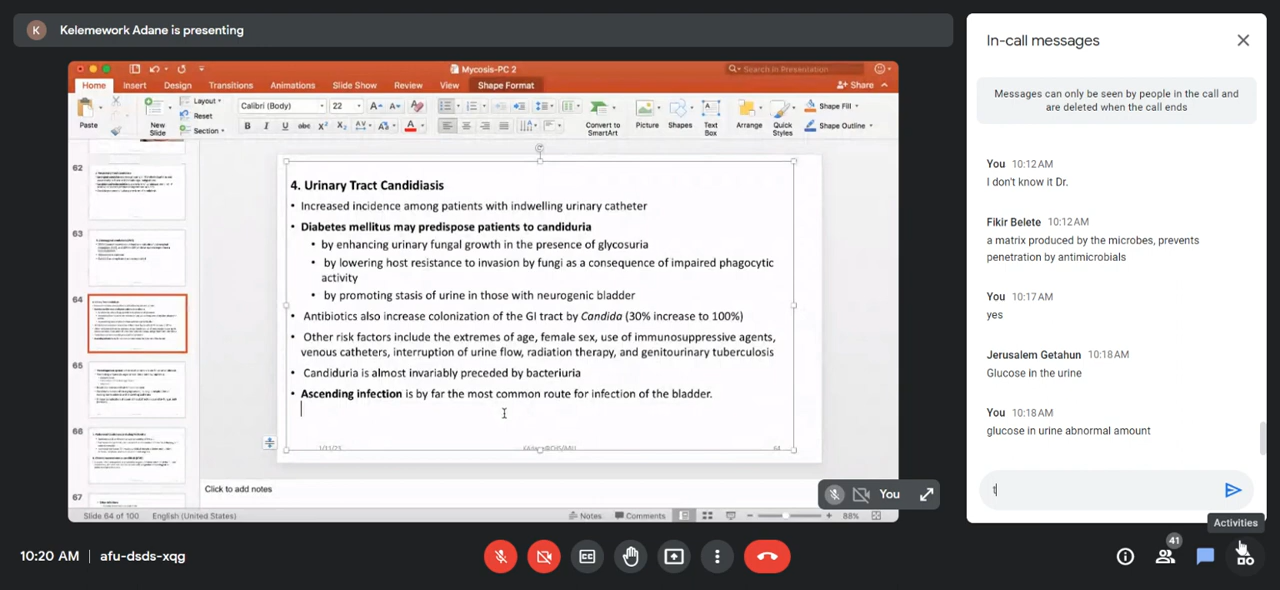 K
Kelemework Adane is presenting
Mycosis-PC 2
Search in Presentation
Home
Insert
Design
Transitions
Animations
Slide Show
Review
View
Shape Format
Share
Paste
New
Slide
Layout
Reset
Section
Calibri (Body)
22
Convert to
SmartArt
Picture
Shapes
Text
Box
Arrange
Quick
Styles
Shape Fill
Shape Outline
62
63
64
65
66
67
4. Urinary Tract Candidiasis
• Increased incidence among patients with indwelling urinary catheter
• Diabetes mellitus may predispose patients to candiduria
• by enhancing urinary fungal growth in the presence of glycosuria
• by lowering host resistance to invasion by fungi as a consequence of impaired phagocytic
activity
• by promoting stasis of urine in those with neurogenic bladder
• Antibiotics also increase colonization of the GI tract by Candida (30% increase to 100%)
• Other risk factors include the extremes of age, female sex, use of immunosuppressive agents,
venous catheters, interruption of urine flow, radiation therapy, and genitourinary tuberculosis
• Candiduria is almost invariably preceded by bacteriuria
• Ascending infection is by far the most common route for infection of the bladder.
Click to add notes
Slide 64 of 100
English (United States)
Notes
Comments
88%
You
In-call messages
Messages can only be seen by people in the call and
are deleted when the call ends
You 10:12AM
I don't know it Dr.
Fikir Belete 10:12AM
a matrix produced by the microbes, prevents
penetration by antimicrobials
You 10:17AM
yes
Jerusalem Getahun 10:18AM
Glucose in the urine
You 10:18AM
glucose in urine abnormal amount
t
Activities
10:20 AM | afu-dsds-xqg
41